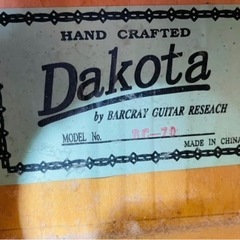 HAND CRAFTED
Dakota
by BARCRAY GUITAR RESEACH
MODEL No.
MADE IN CHINA